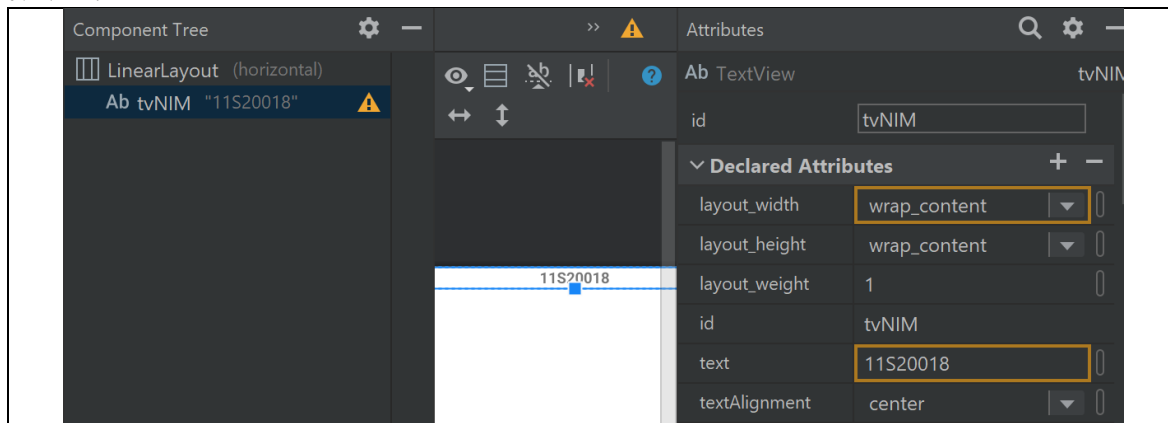 Component Tree
LinearLayout (horizontal)
Ab tvNIM "11S20018"
>>
?
11S20018
Attributes
Ab TextView tvNIM
id tvNIM
Declared Attributes
layout_width wrap_content
layout_height wrap_content
layout_weight 1
id tvNIM
text 11S20018
textAlignment center